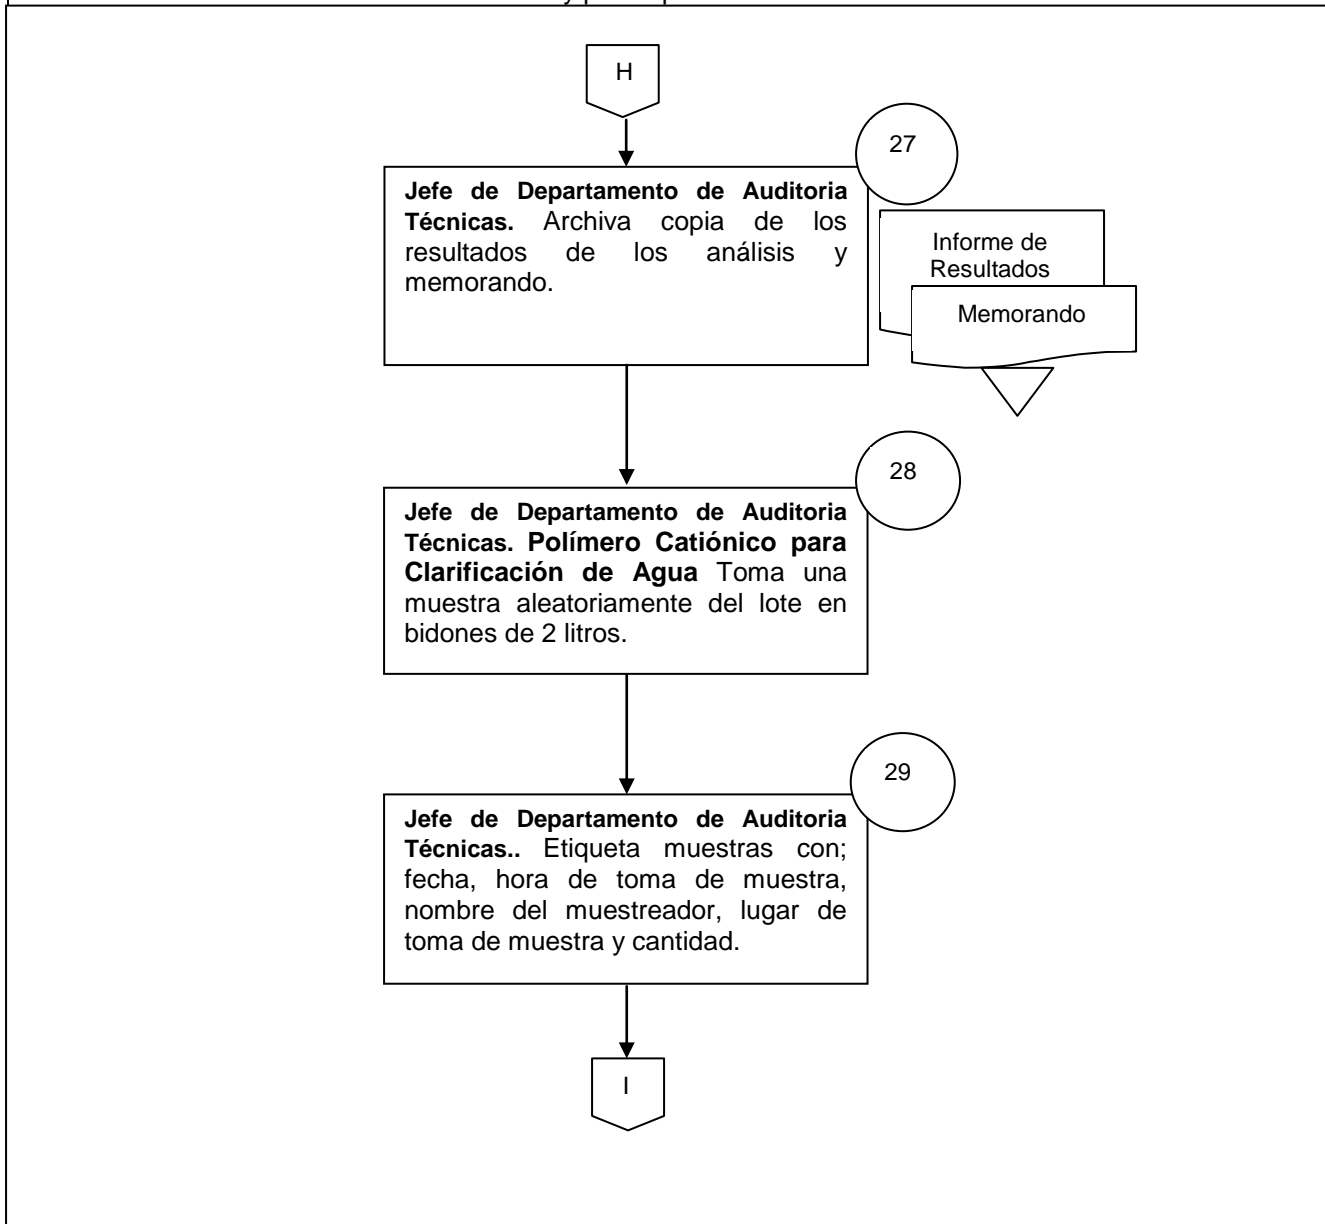 H
27
Jefe de Departamento de Auditoria
Técnicas. Archiva copia de los
resultados de los análisis y
memorando.
Informe de
Resultados
Memorando
28
Jefe de Departamento de Auditoria
Técnicas. Polímero Catiónico para
Clarificación de Agua Toma una
muestra aleatoriamente del lote en
bidones de 2 litros.
29
Jefe de Departamento de Auditoria
Técnicas.. Etiqueta muestras con;
fecha, hora de toma de muestra,
nombre del muestreador, lugar de
toma de muestra y cantidad.
I